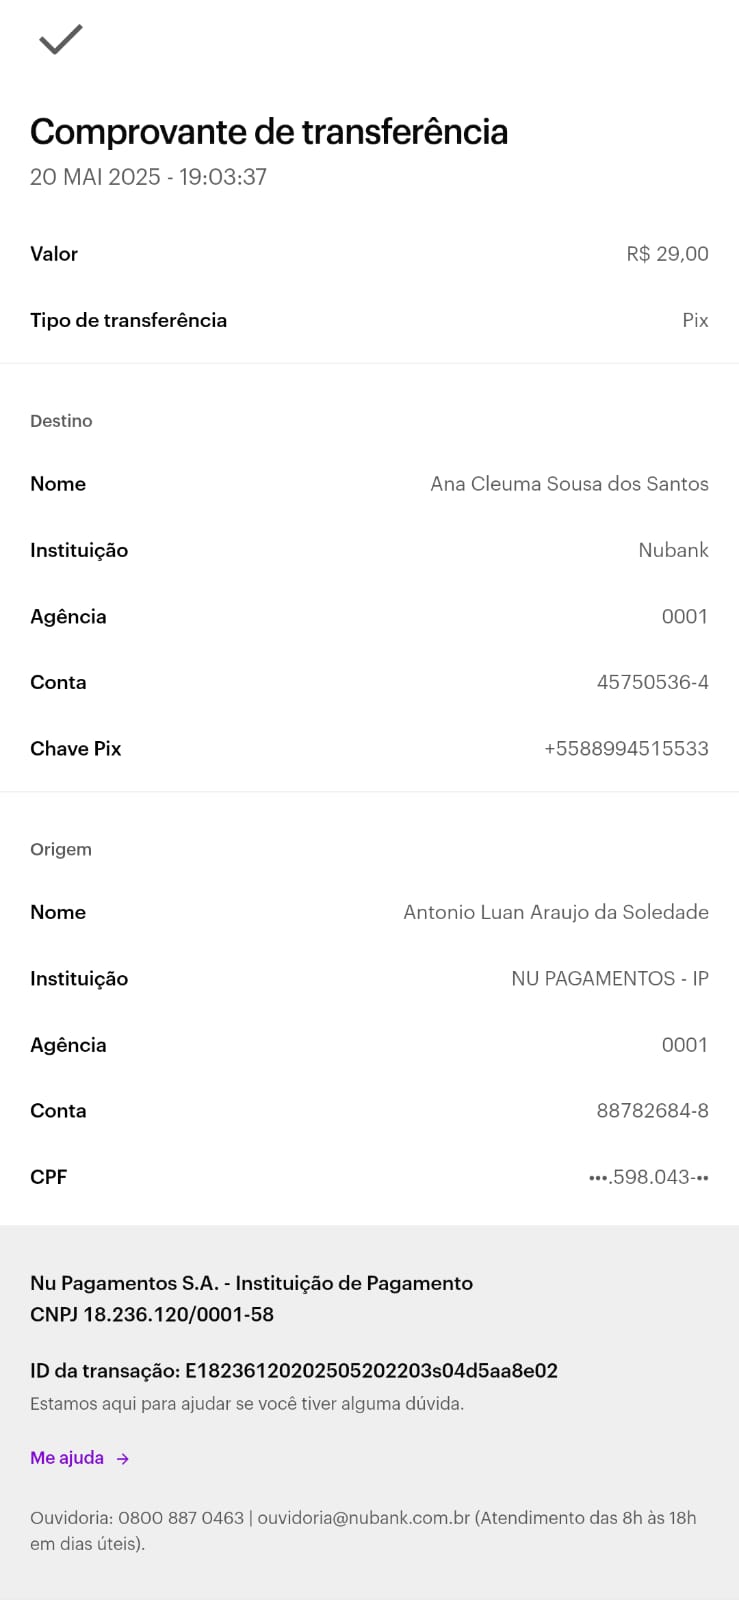 Comprovante de transferência
20 MAI 2025 - 19:03:37
Valor R$ 29,00
Tipo de transferência Pix
Destino
Nome Ana Cleuma Sousa dos Santos
Instituição Nubank
Agência 0001
Conta 45750536-4
Chave Pix +5588994515533
Origem
Nome Antonio Luan Araujo da Soledade
Instituição NU PAGAMENTOS - IP
Agência 0001
Conta 88782684-8
CPF •••.598.043-••
Nu Pagamentos S.A. - Instituição de Pagamento
CNPJ 18.236.120/0001-58
ID da transação: E18236120202505202203s04d5aa8e02
Estamos aqui para ajudar se você tiver alguma dúvida.
Me ajuda →
Ouvidoria: 0800 887 0463 | ouvidoria@nubank.com.br (Atendimento das 8h às 18h
em dias úteis).